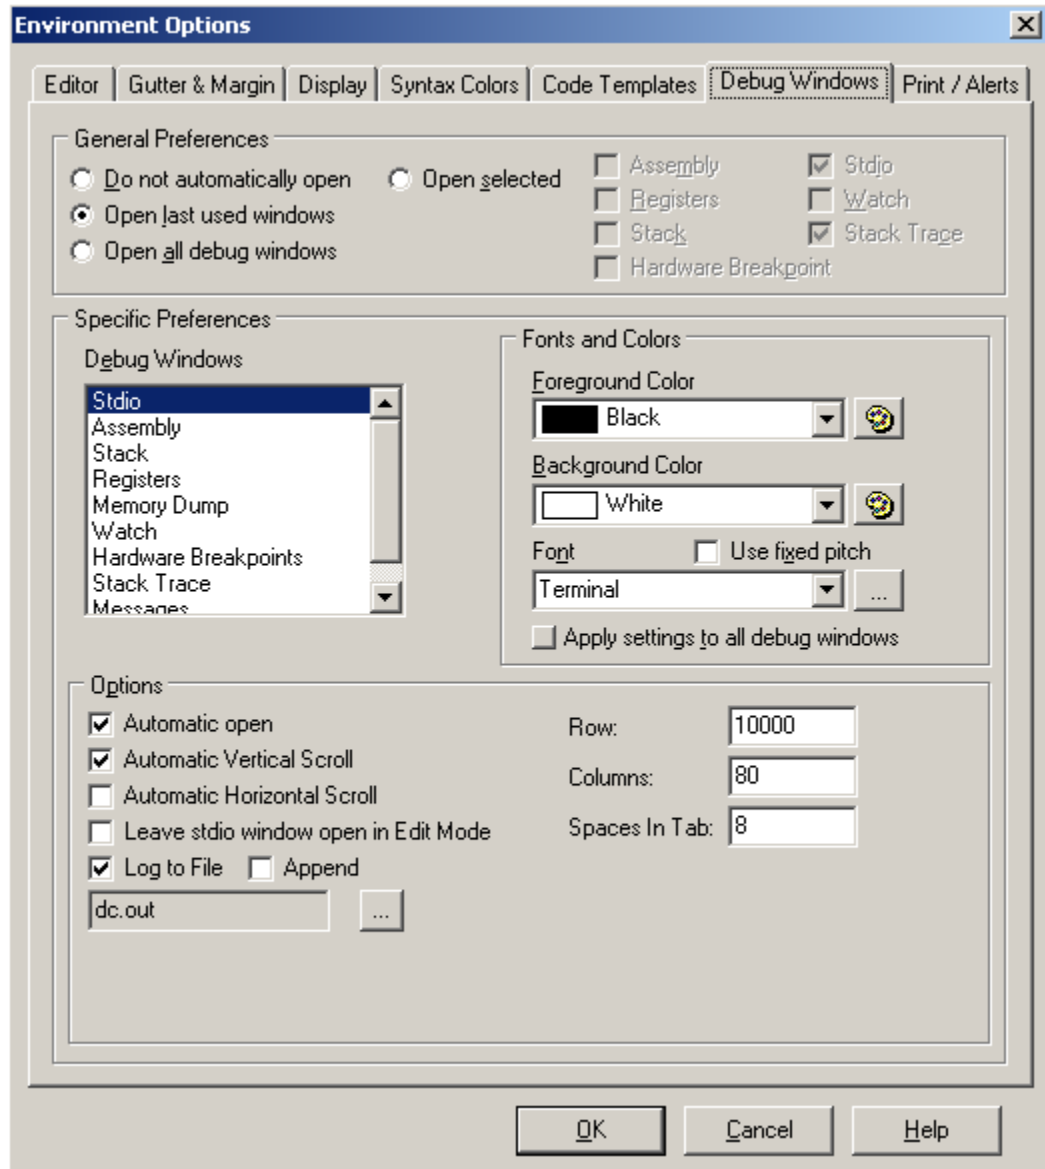 Environment Options
Editor Gutter & Margin Display Syntax Colors Code Templates Debug Windows Print / Alerts
General Preferences
Do not automatically open
Open selected
Open last used windows
Open all debug windows
Assembly
Stdio
Registers
Watch
Stack
Stack Trace
Hardware Breakpoint
Specific Preferences
Debug Windows
Stdio
Assembly
Stack
Registers
Memory Dump
Watch
Hardware Breakpoints
Stack Trace
Messages
Fonts and Colors
Foreground Color
Black
Background Color
White
Font
Use fixed pitch
Terminal
...
Apply settings to all debug windows
Options
Automatic open
Automatic Vertical Scroll
Automatic Horizontal Scroll
Leave stdio window open in Edit Mode
Log to File
Append
dc.out
...
Row: 10000
Columns: 80
Spaces In Tab: 8
OK
Cancel
Help